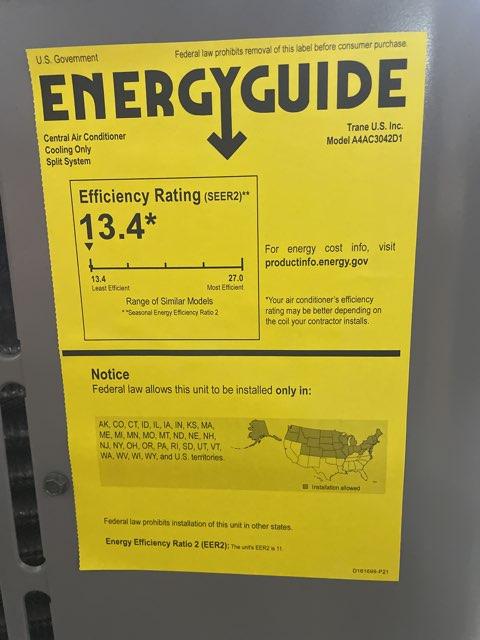 U.S. Government
Federal law prohibits removal of this label before consumer purchase.
ENERGYGUIDE
Central Air Conditioner
Cooling Only
Split System
Trane U.S. Inc.
Model A4AC3042D1
Efficiency Rating (SEER2)**
13.4*
13.4
Least Efficient
27.0
Most Efficient
Range of Similar Models
* *Seasonal Energy Efficiency Ratio 2
For energy cost info, visit
productinfo.energy.gov
*Your air conditioner's efficiency
rating may be better depending on
the coil your contractor installs.
Notice
Federal law allows this unit to be installed only in:
AK, CO, CT, ID, IL, IA, IN, KS, MA,
ME, MI, MN, MO, MT, ND, NE, NH,
NJ, NY, OH, OR, PA, RI, SD, UT, VT,
WA, WV, WI, WY, and U.S. territories.
Installation allowed
Federal law prohibits installation of this unit in other states.
Energy Efficiency Ratio 2 (EER2): The unit's EER2 is 11.
D161696-P21